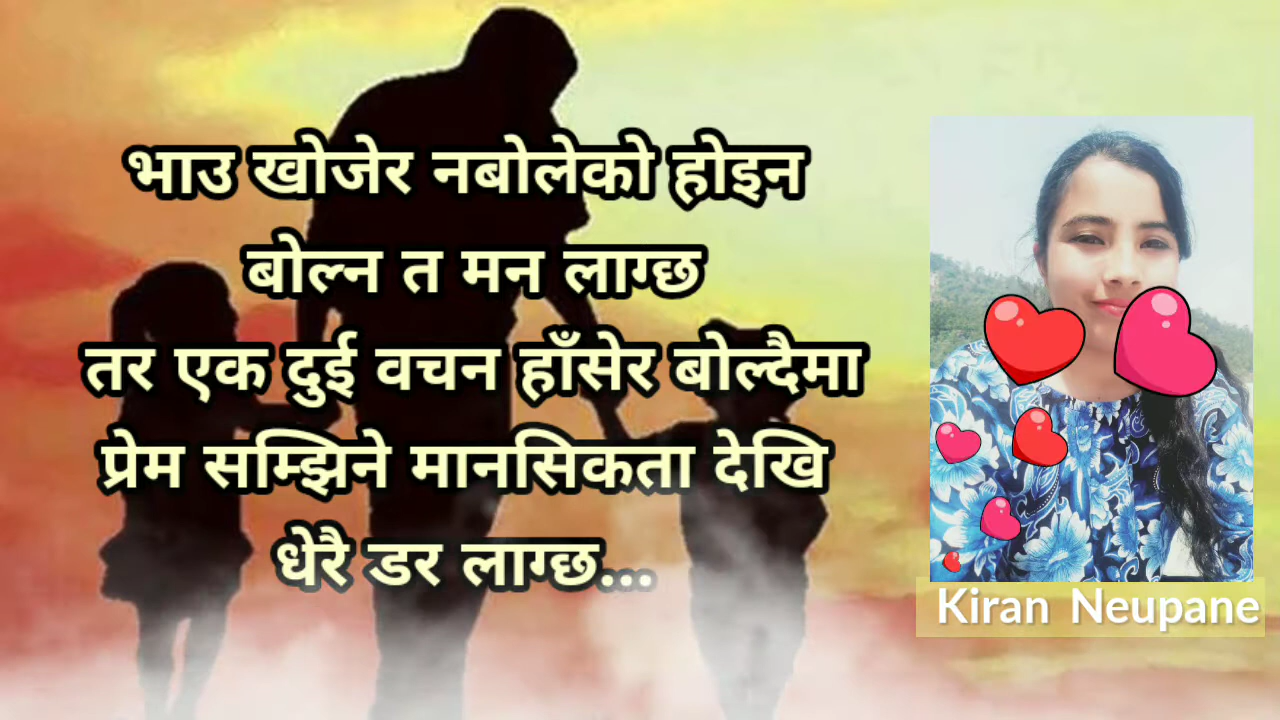 भाउ खोजेर नबोलेको होइन
बोल्न त मन लाग्छ
तर एक दुई वचन हाँसेर बोल्दैमा
प्रेम सम्झिने मानसिकता देखि
धेरै डर लाग्छ...
Kiran Neupane